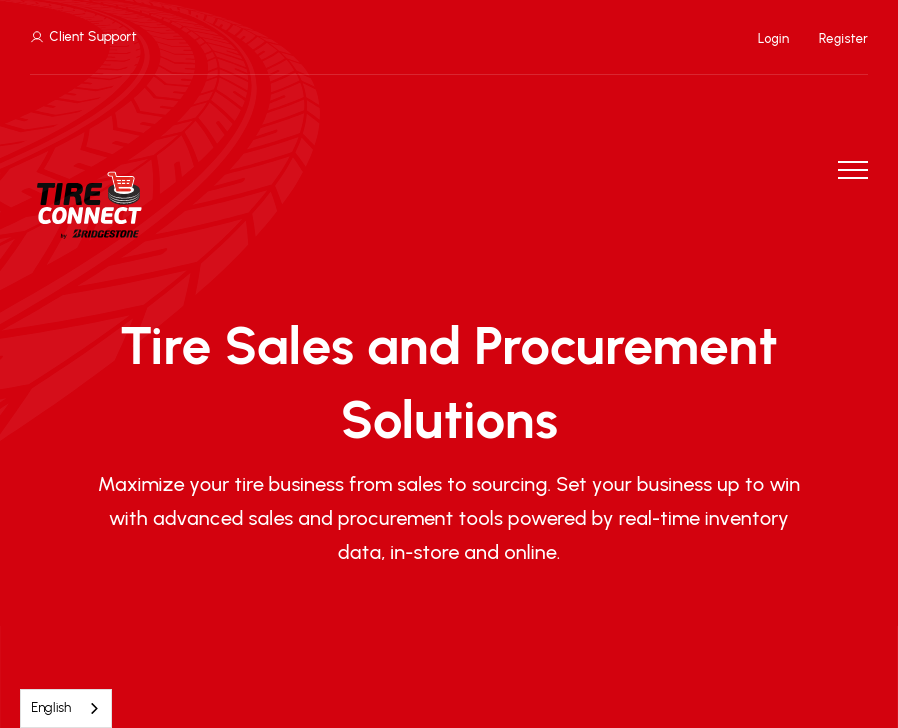 Client Support
Login
Register
TIRE
CONNECT
by BRIDGESTONE
Tire Sales and Procurement
Solutions
Maximize your tire business from sales to sourcing. Set your business up to win
with advanced sales and procurement tools powered by real-time inventory
data, in-store and online.
English